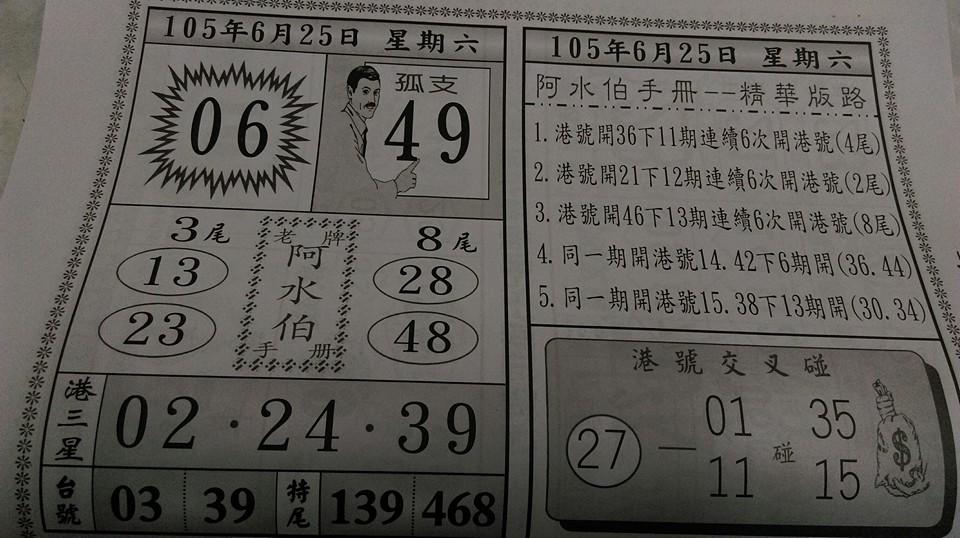 105年6月25日 星期六
06
孤支
49
3尾
13
23
老牌
阿水伯
手册
8尾
28
48
港三星
02·24·39
台號
03 39
特尾
139 468
105年6月25日 星期六
阿水伯手冊--精華版路
1. 港號開36下11期連續6次開港號(4尾)
2. 港號開21下12期連續6次開港號(2尾)
3. 港號開46下13期連續6次開港號(8尾)
4. 同一期開港號14.42下6期開(36.44)
5. 同一期開港號15.38下13期開(30.34)
港號交叉碰
27 — 01 11 碰 35 15
$